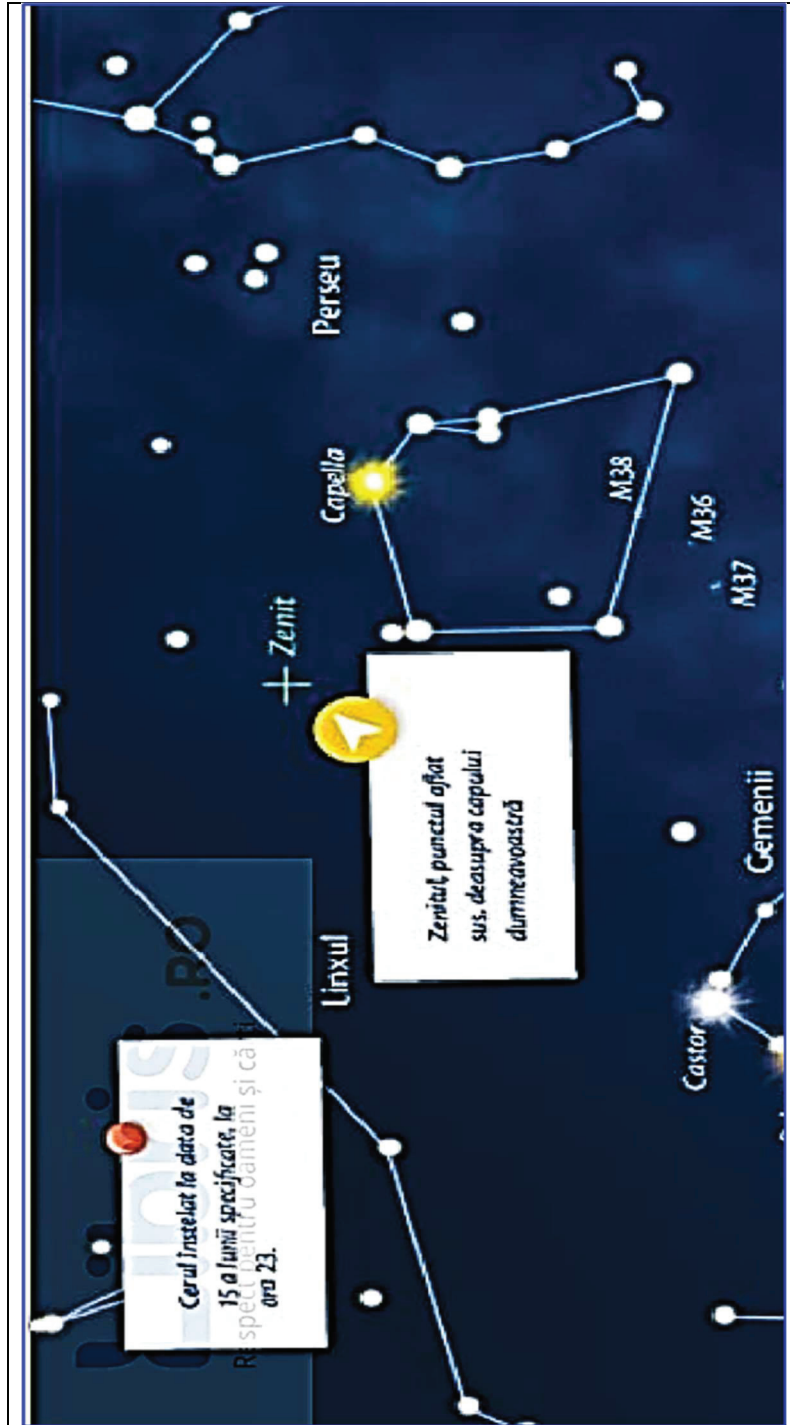 Cerul înstelat la data de
15 a lunii specificate, la
ora 23.
Libris.RO
Respect pentru oameni și cărți
Zenit
Linxul
Perseu
Capella
Zenitul, punctul aflat
sus, deasupra capului
dumneavoastră
M38
Castor
M36
M37
Gemenii